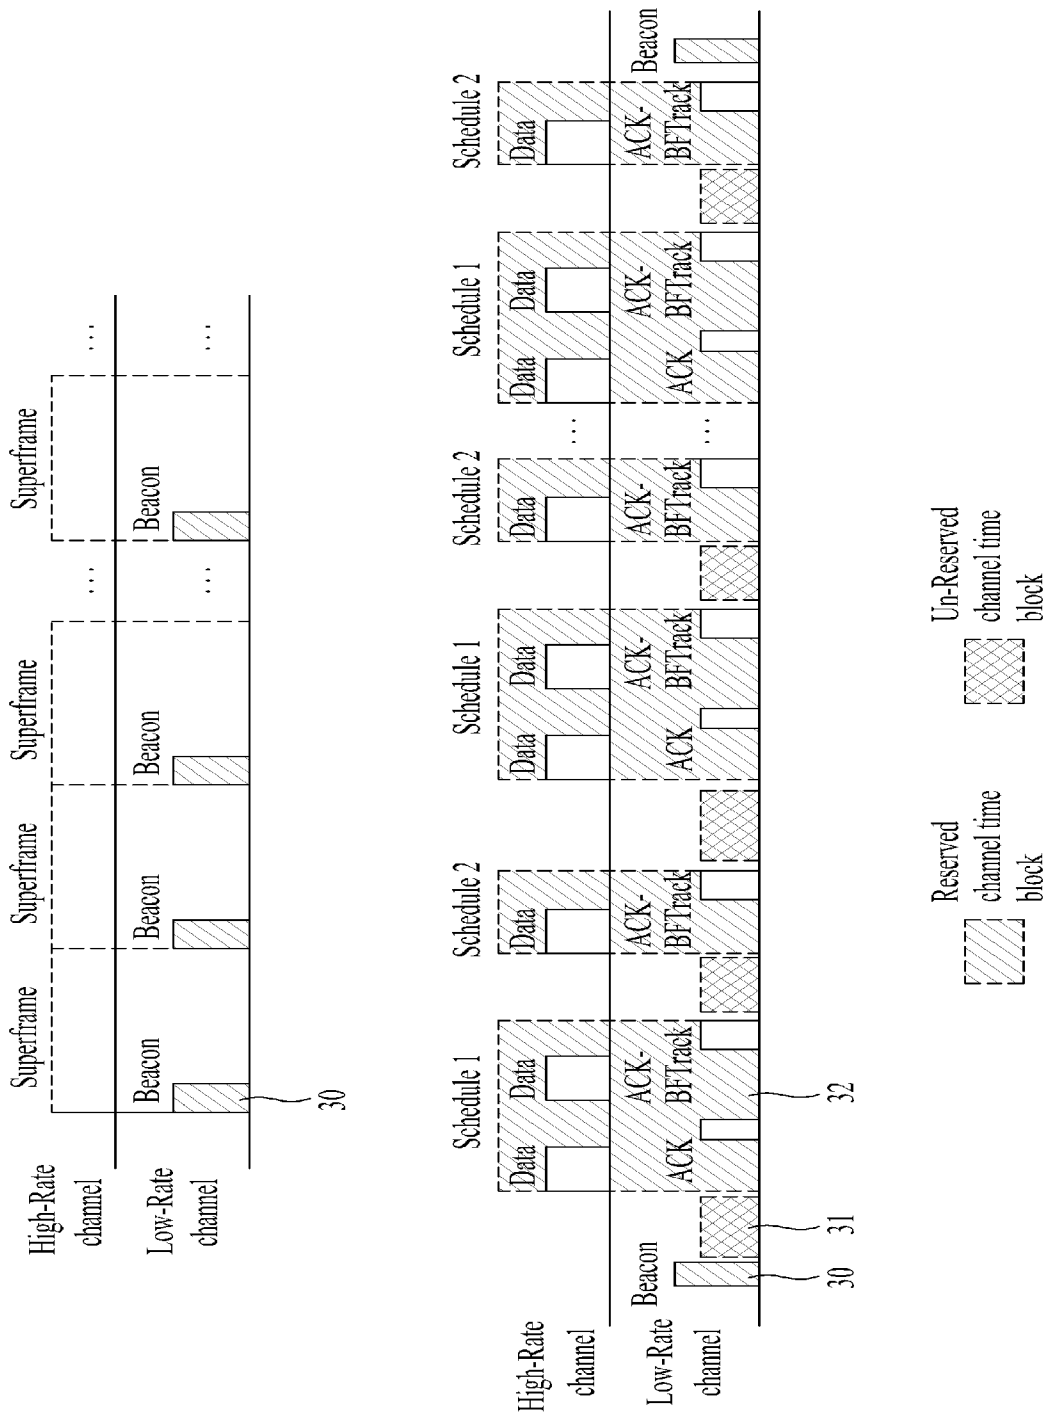 Superframe
Superframe
Superframe
Superframe
High-Rate
channel
...
...
Beacon
Beacon
Beacon
Beacon
Low-Rate
channel
...
...
30
Schedule 1
Schedule 2
Schedule 1
Schedule 2
Schedule 1
Schedule 2
High-Rate
channel
Data
Data
Data
Data
Data
Data
...
Data
Data
Data
Low-Rate
channel
Beacon
ACK
ACK-
BFTrack
ACK-
BFTrack
ACK
ACK-
BFTrack
ACK-
BFTrack
...
ACK
ACK-
BFTrack
ACK-
BFTrack
Beacon
30
31
32
Reserved
channel time
block
Un-Reserved
channel time
block